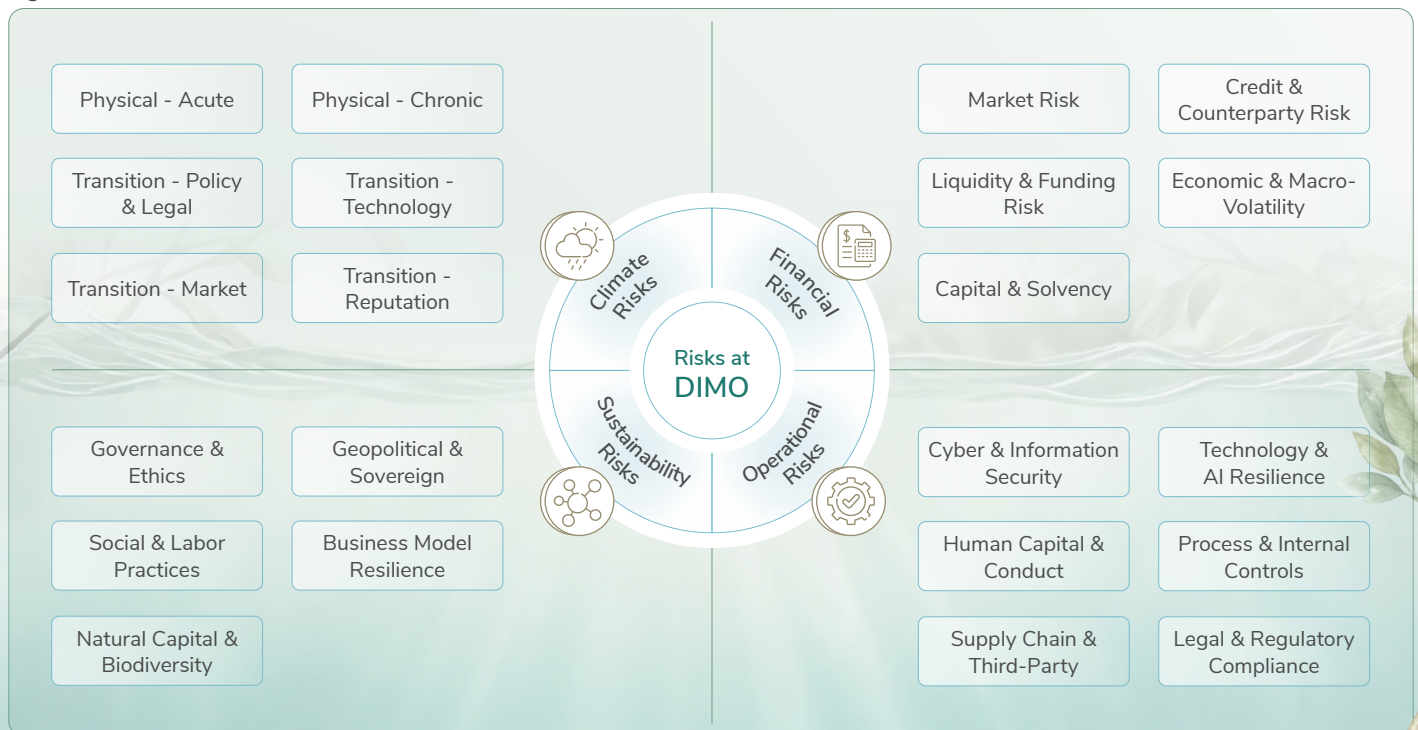 Physical - Acute
Physical - Chronic
Transition - Policy
& Legal
Transition -
Technology
Transition - Market
Transition -
Reputation
Market Risk
Credit &
Counterparty Risk
Liquidity & Funding
Risk
Economic & Macro-
Volatility
Capital & Solvency
Climate
Risks
Financial
Risks
Risks at
DIMO
Sustainability
Risks
Operational
Risks
Governance &
Ethics
Geopolitical &
Sovereign
Social & Labor
Practices
Business Model
Resilience
Natural Capital &
Biodiversity
Cyber & Information
Security
Technology &
AI Resilience
Human Capital &
Conduct
Process & Internal
Controls
Supply Chain &
Third-Party
Legal & Regulatory
Compliance